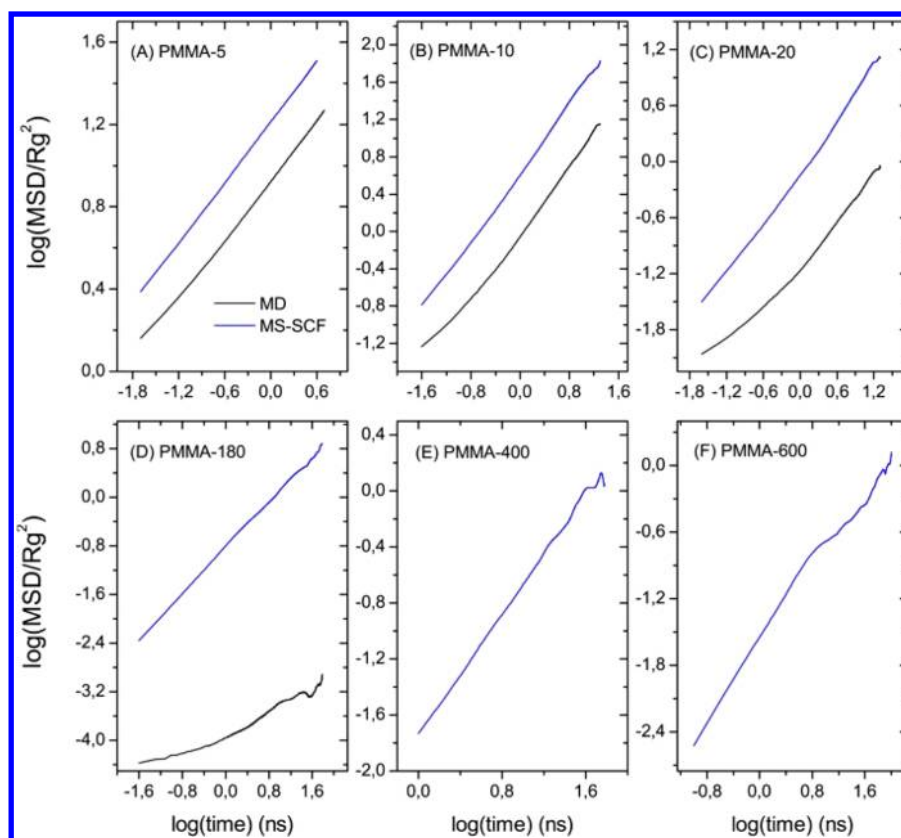 (A) PMMA-5
(B) PMMA-10
(C) PMMA-20
log(MSD/Rg²)
1,6
1,2
0,8
0,4
0,0
2,0
1,6
1,2
0,8
0,4
0,0
-0,4
-0,8
-1,2
1,2
0,6
0,0
-0,6
-1,2
-1,8
MD
MS-SCF
-1,8 -1,2 -0,6 0,0 0,6
-1,6 -0,8 0,0 0,8 1,6
-1,8 -1,2 -0,6 0,0 0,6 1,2
(D) PMMA-180
(E) PMMA-400
(F) PMMA-600
log(MSD/Rg²)
0,8
0,0
-0,8
-1,6
-2,4
-3,2
-4,0
0,4
0,0
-0,4
-0,8
-1,2
-1,6
-2,0
0,0
-0,6
-1,2
-1,8
-2,4
-1,6 -0,8 0,0 0,8 1,6
0,0 0,6 1,2 1,8
-0,8 0,0 0,8 1,6
log(time) (ns)
log(time) (ns)
log(time) (ns)